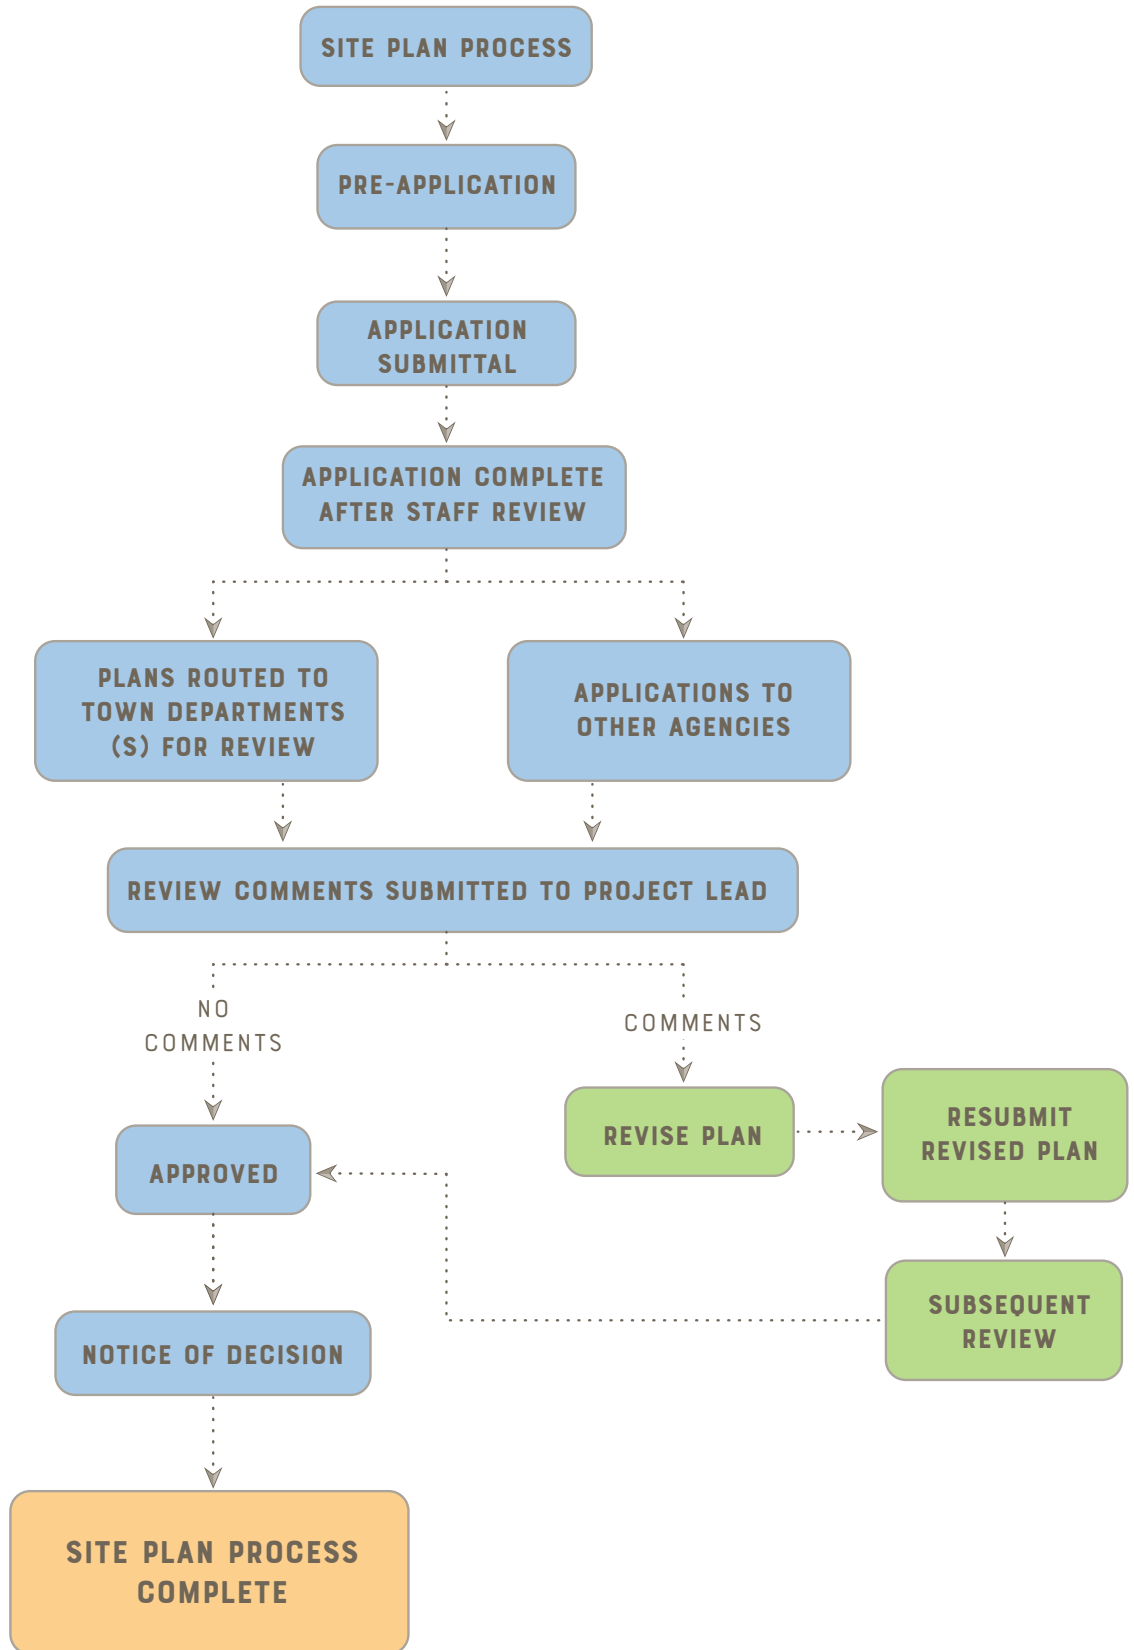 SITE PLAN PROCESS
PRE-APPLICATION
APPLICATION
SUBMITTAL
APPLICATION COMPLETE
AFTER STAFF REVIEW
PLANS ROUTED TO
TOWN DEPARTMENTS
(S) FOR REVIEW
APPLICATIONS TO
OTHER AGENCIES
REVIEW COMMENTS SUBMITTED TO PROJECT LEAD
NO
COMMENTS
COMMENTS
REVISE PLAN
RESUBMIT
REVISED PLAN
APPROVED
SUBSEQUENT
REVIEW
NOTICE OF DECISION
SITE PLAN PROCESS
COMPLETE